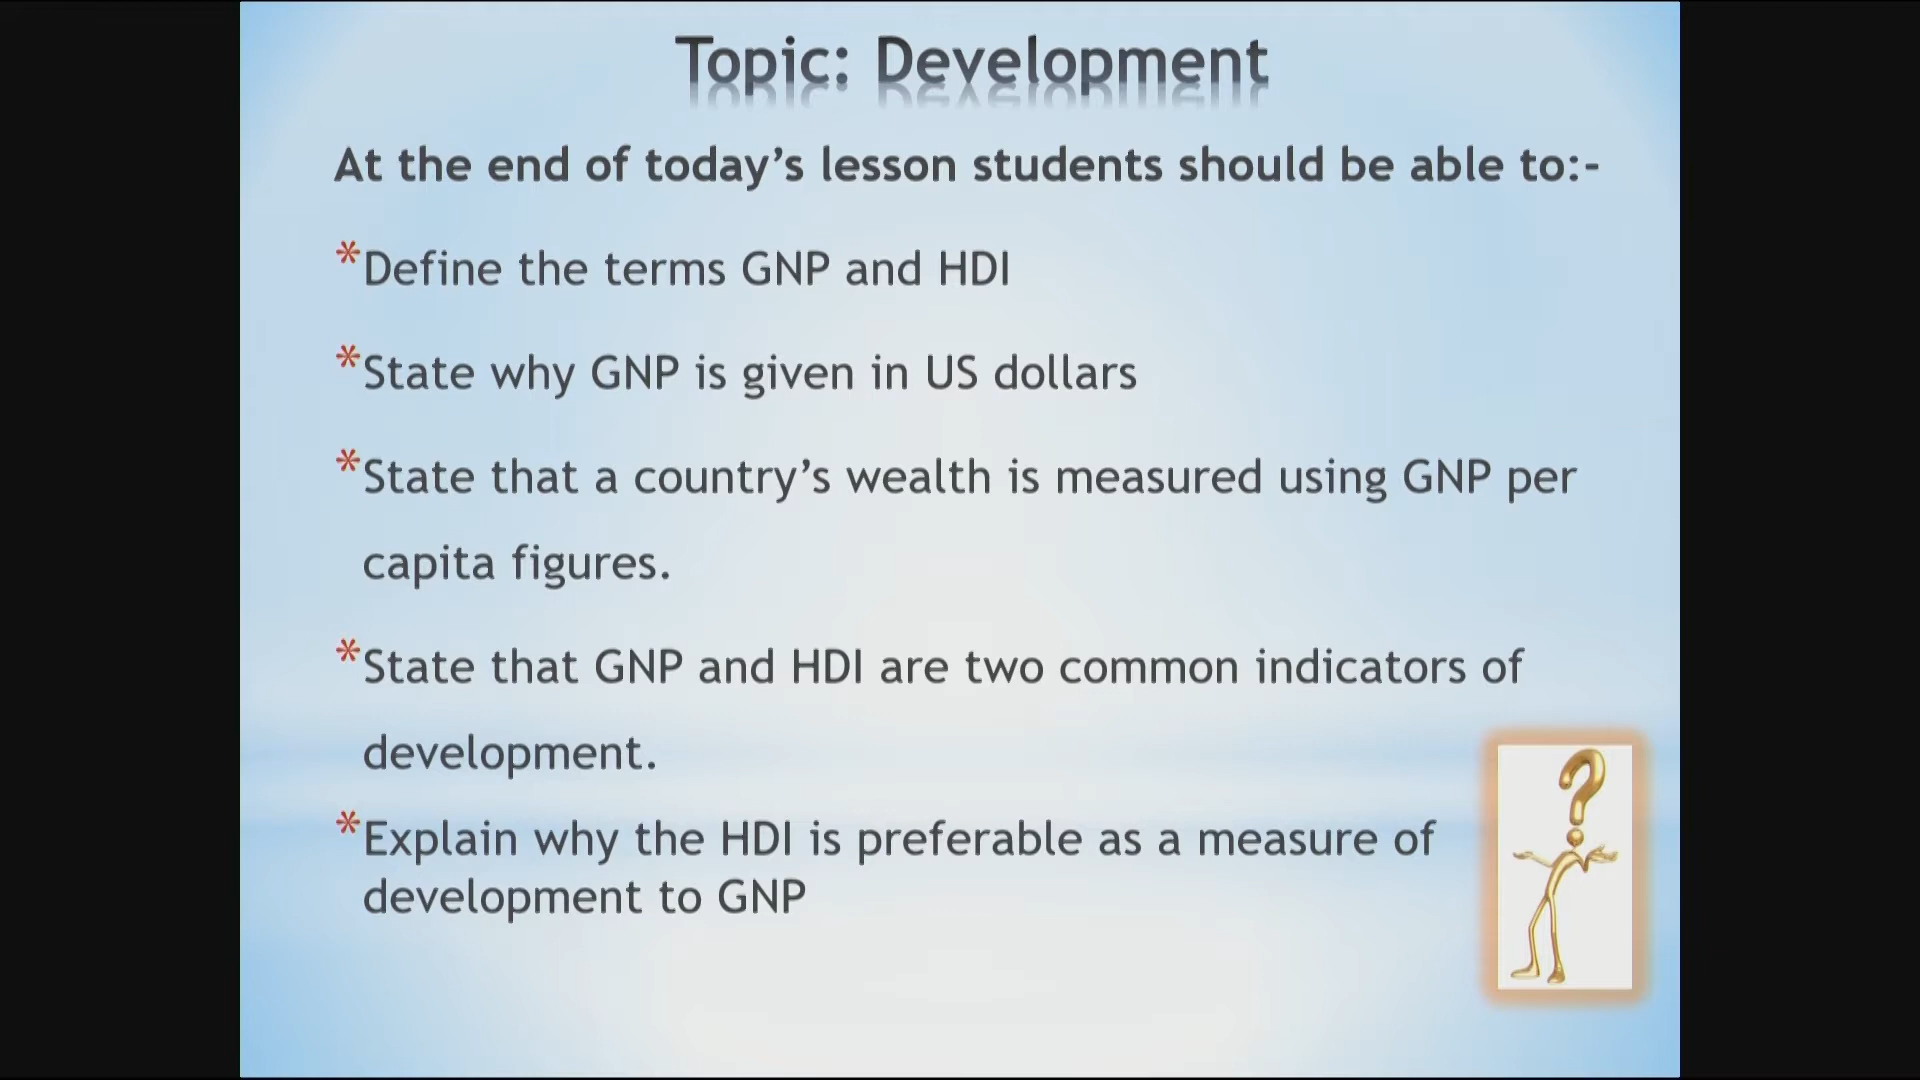 Topic: Development
At the end of today’s lesson students should be able to:-
*Define the terms GNP and HDI
*State why GNP is given in US dollars
*State that a country’s wealth is measured using GNP per
capita figures.
*State that GNP and HDI are two common indicators of
development.
*Explain why the HDI is preferable as a measure of
development to GNP